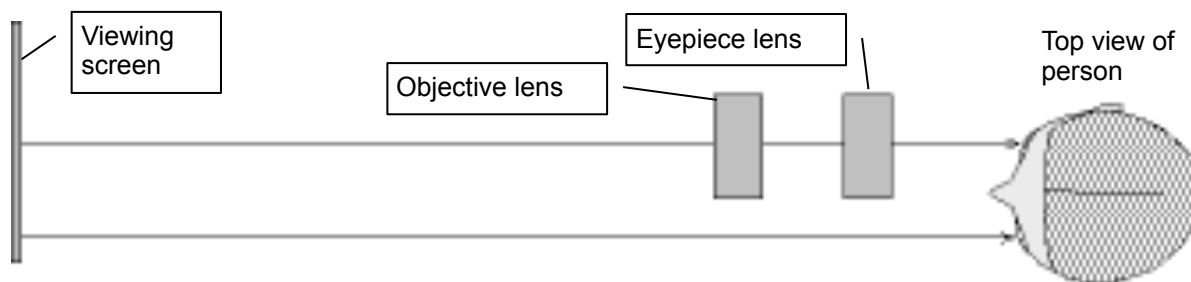 Viewing
screen
Objective lens
Eyepiece lens
Top view of
person